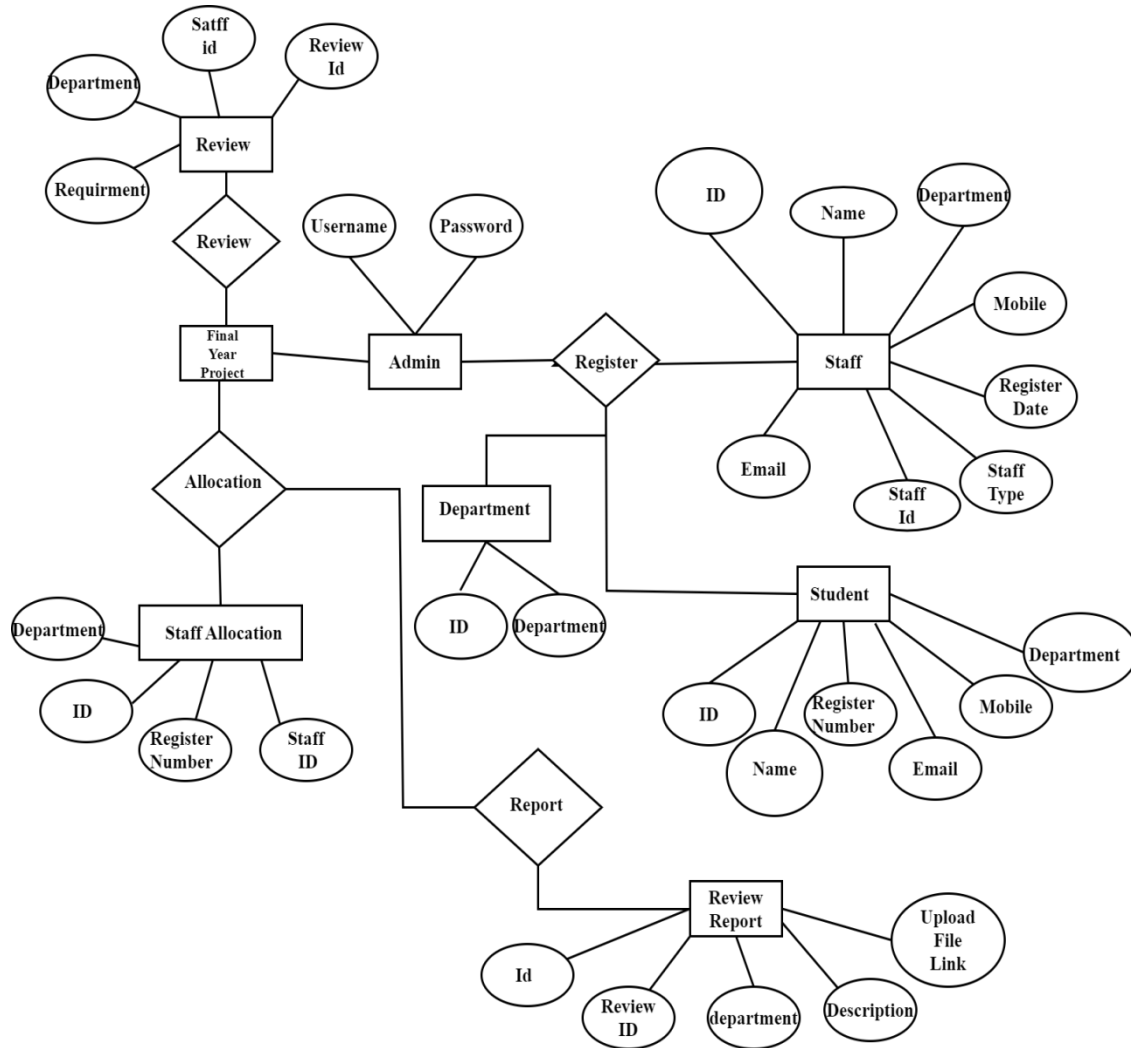 Satff
id
Review
Id
Department
Review
Requirment
Review
Username
Password
ID
Name
Department
Mobile
Final
Year
Project
Admin
Register
Staff
Register
Date
Email
Staff
Type
Staff
Id
Allocation
Department
ID
Department
Student
Department
Staff Allocation
ID
Register
Number
Staff
ID
ID
Name
Register
Number
Email
Mobile
Department
Report
Review
Report
Id
Review
ID
department
Description
Upload
File
Link